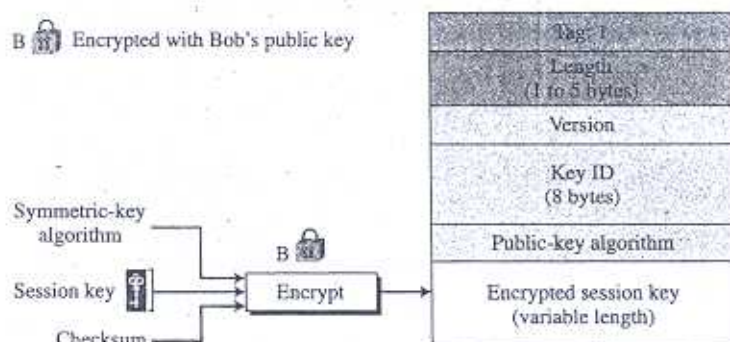 B Encrypted with Bob's public key
Tag: 1
Length
(1 to 5 bytes)
Version
Key ID
(8 bytes)
Public-key algorithm
Encrypted session key
(variable length)
Symmetric-key
algorithm
B
Session key
Encrypt
Checksum